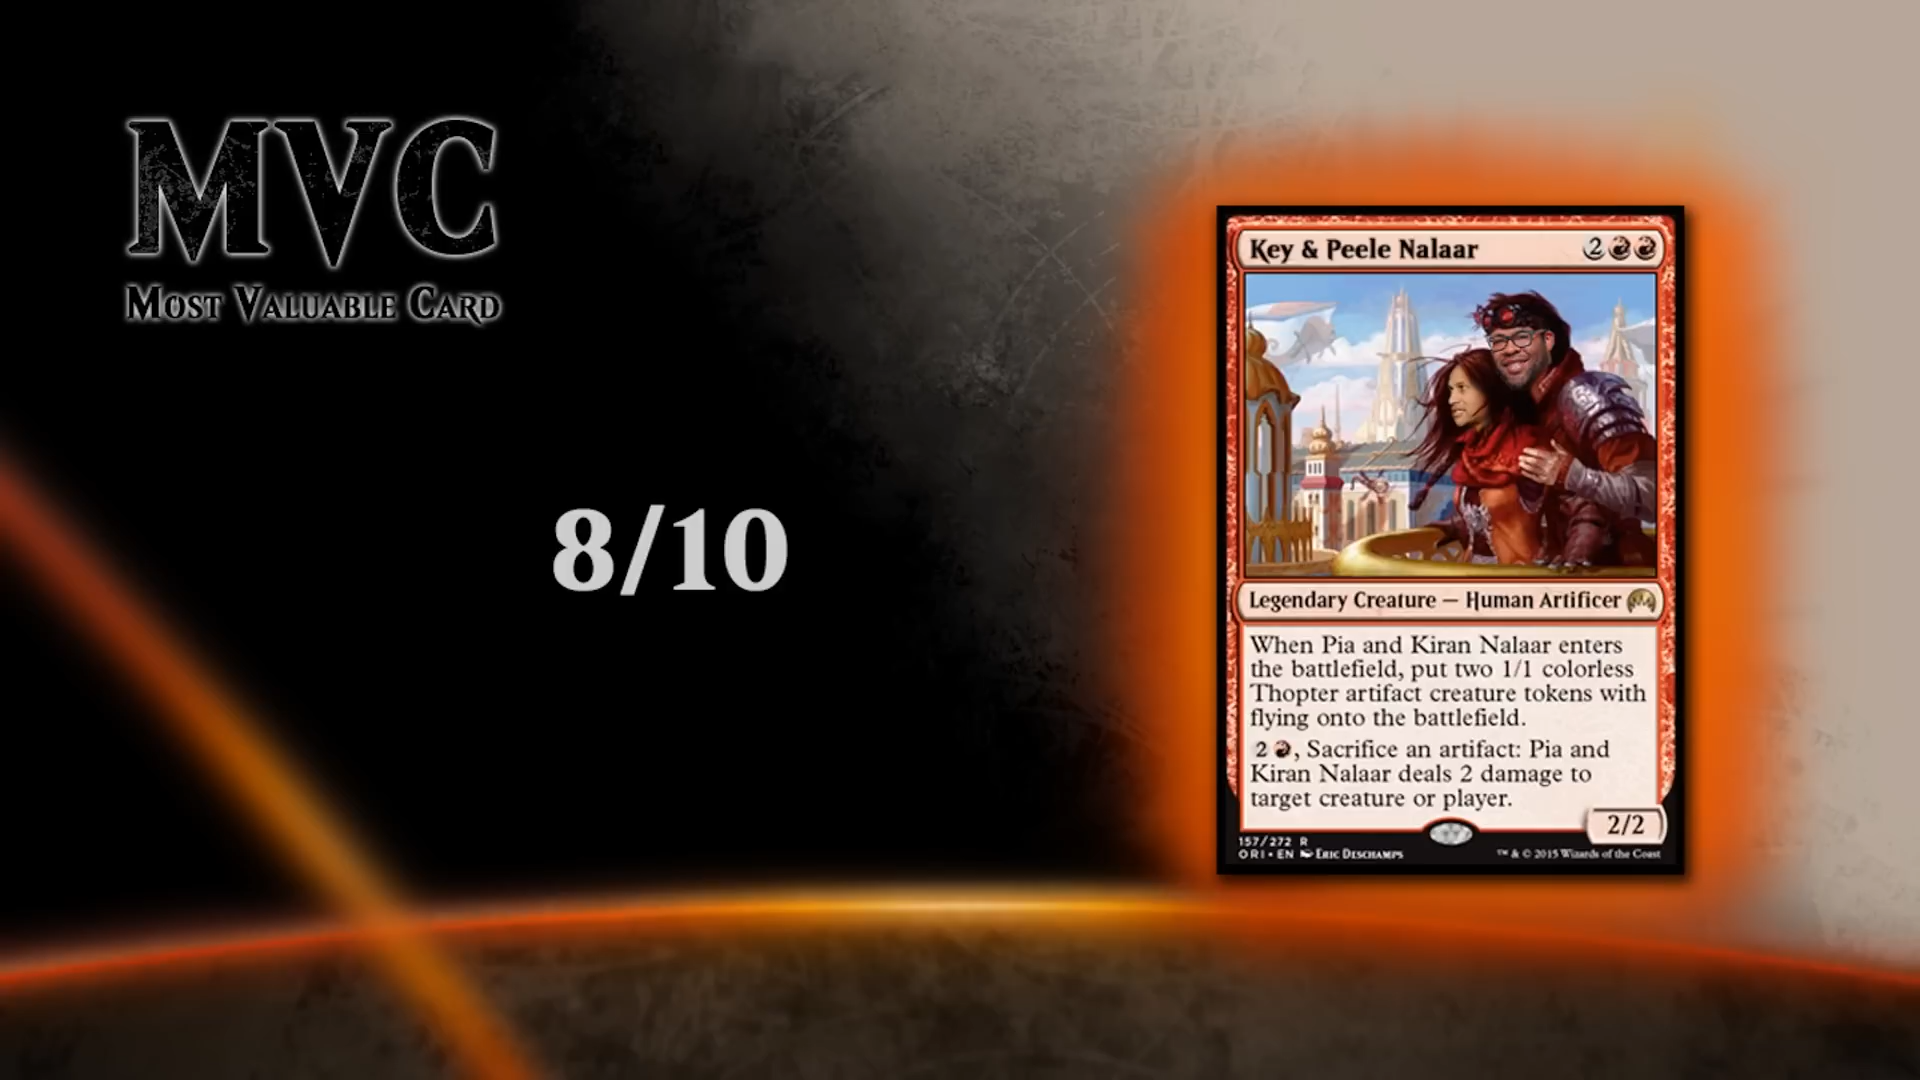 MVC
Most Valuable Card
8/10
Key & Peele Nalaar 2
Legendary Creature — Human Artificer
When Pia and Kiran Nalaar enters
the battlefield, put two 1/1 colorless
Thopter artifact creature tokens with
flying onto the battlefield.
2 , Sacrifice an artifact: Pia and
Kiran Nalaar deals 2 damage to
target creature or player.
2/2
157/272 R
ORI • EN Eric Deschamps
™ & © 2015 Wizards of the Coast